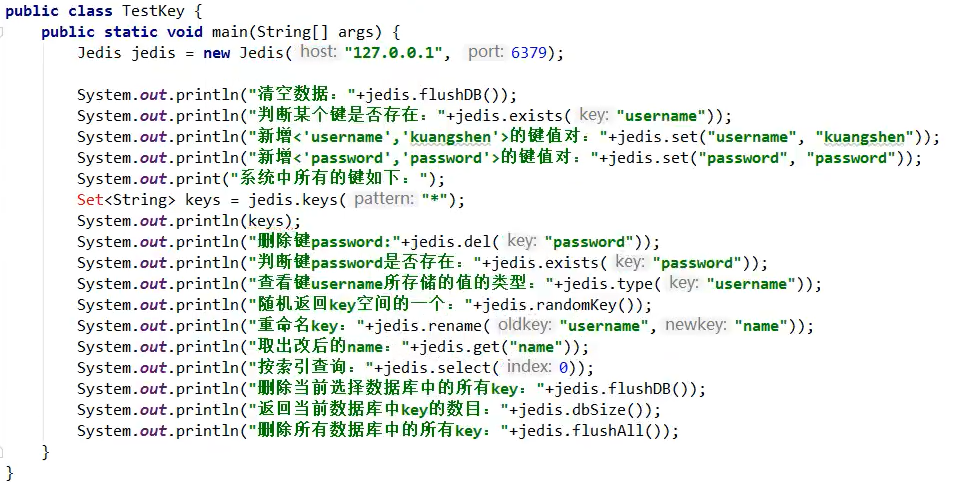 public class TestKey {
    public static void main(String[] args) {
        Jedis jedis = new Jedis( host: "127.0.0.1", port: 6379);
        System.out.println("清空数据："+jedis.flushDB());
        System.out.println("判断某个键是否存在："+jedis.exists( key: "username"));
        System.out.println("新增<'username','kuangshen'>的键值对："+jedis.set("username", "kuangshen"));
        System.out.println("新增<'password','password'>的键值对："+jedis.set("password", "password"));
        System.out.print("系统中所有的键如下：");
        Set<String> keys = jedis.keys( pattern: "*");
        System.out.println(keys);
        System.out.println("删除键password:"+jedis.del( key: "password"));
        System.out.println("判断键password是否存在："+jedis.exists( key: "password"));
        System.out.println("查看键username所存储的值的类型："+jedis.type( key: "username"));
        System.out.println("随机返回key空间的一个："+jedis.randomKey());
        System.out.println("重命名key："+jedis.rename( oldkey: "username", newkey: "name"));
        System.out.println("取出改后的name："+jedis.get("name"));
        System.out.println("按索引查询："+jedis.select( index: 0));
        System.out.println("删除当前选择数据库中的所有key："+jedis.flushDB());
        System.out.println("返回当前数据库中key的数目："+jedis.dbSize());
        System.out.println("删除所有数据库中的所有key："+jedis.flushAll());
    }
}